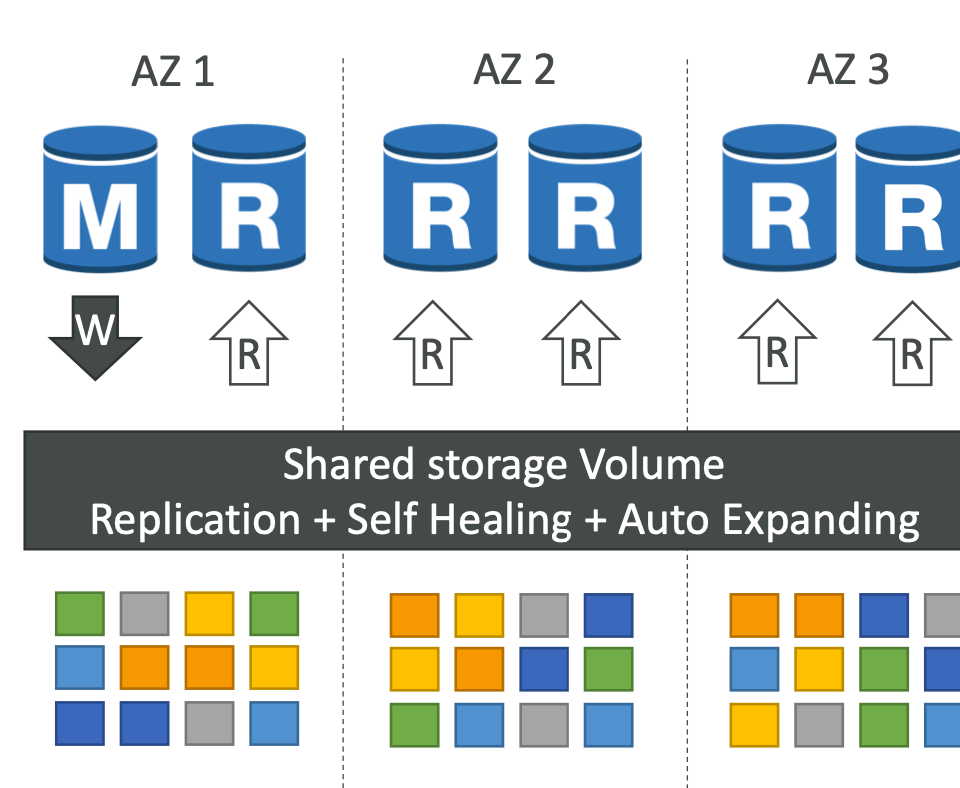 AZ 1 AZ 2 AZ 3
M R R R R R
W R R R R R
Shared storage Volume
Replication + Self Healing + Auto Expanding